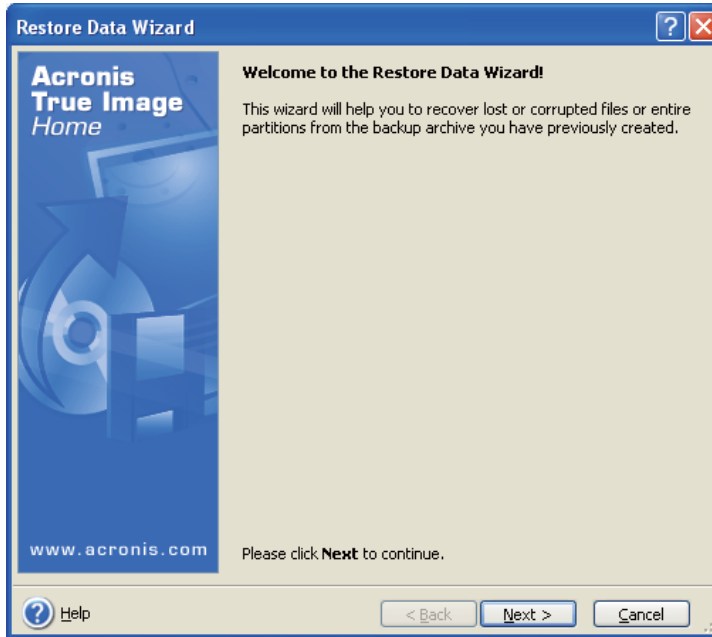 Restore Data Wizard
Acronis
True Image
Home
Welcome to the Restore Data Wizard!
This wizard will help you to recover lost or corrupted files or entire
partitions from the backup archive you have previously created.
www.acronis.com
Please click Next to continue.
Help
< Back
Next >
Cancel